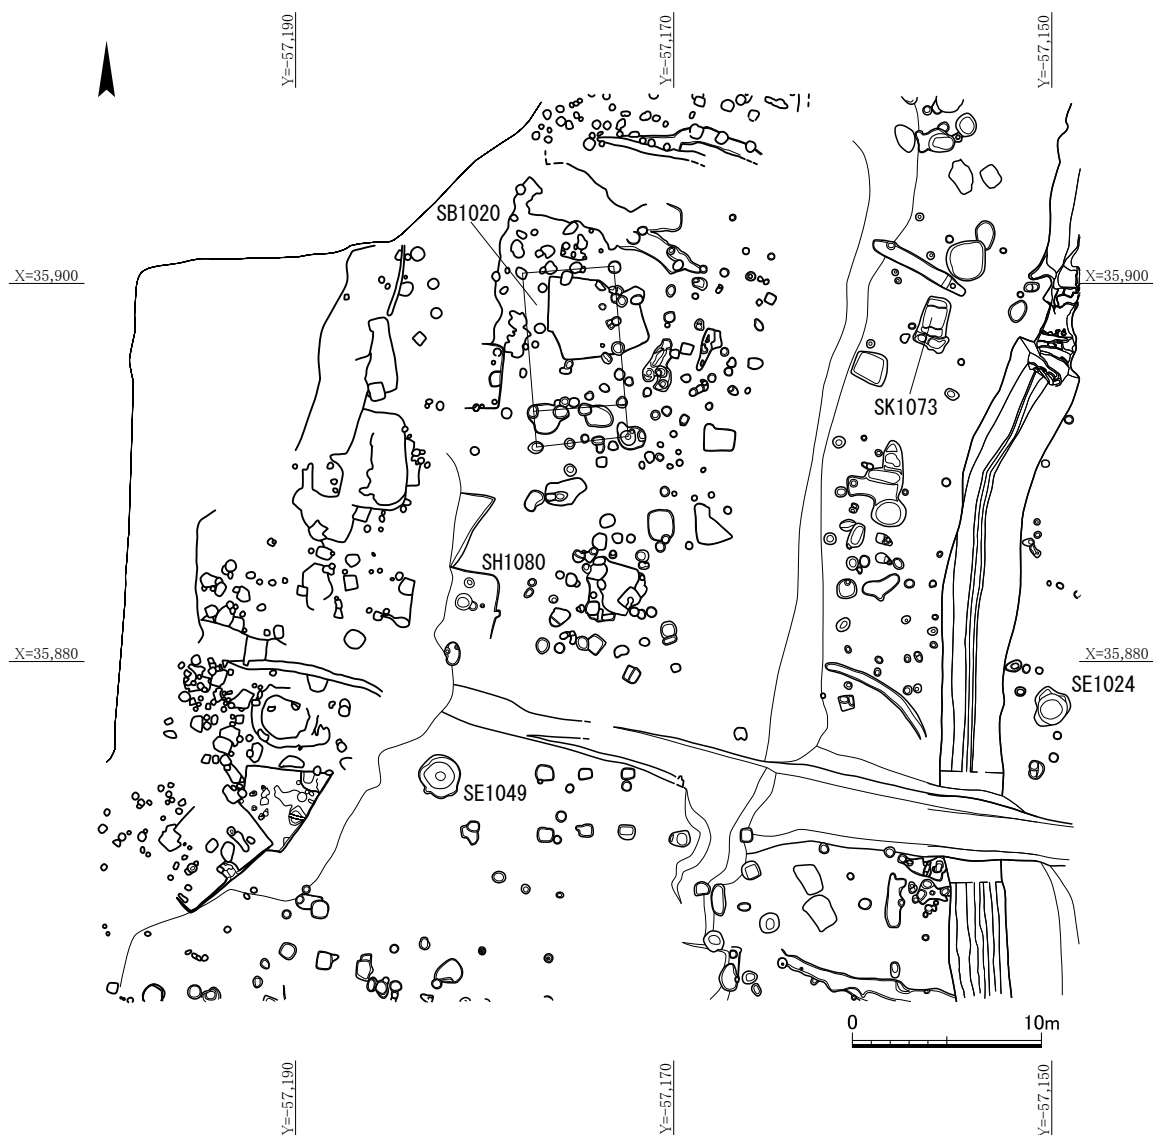 Y=-57,190
Y=-57,170
Y=-57,150
SB1020
X=35,900
X=35,900
SK1073
SH1080
X=35,880
X=35,880
SE1024
SE1049
0
10m
Y=-57,190
Y=-57,170
Y=-57,150